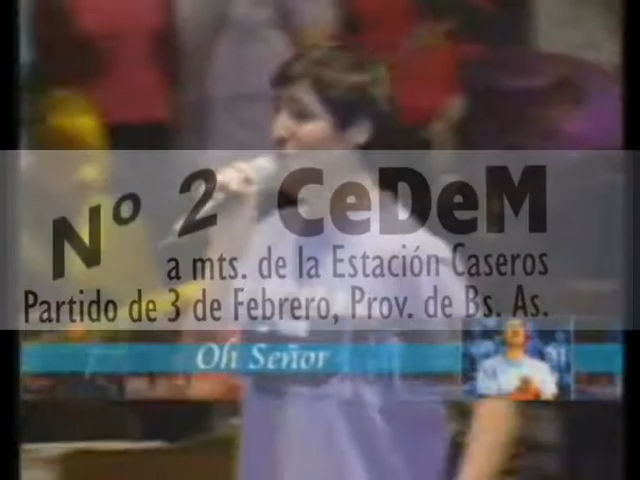 Nº 2 CeDeM
a mts. de la Estación Caseros
Partido de 3 de Febrero, Prov. de Bs. As.
Oh Señor